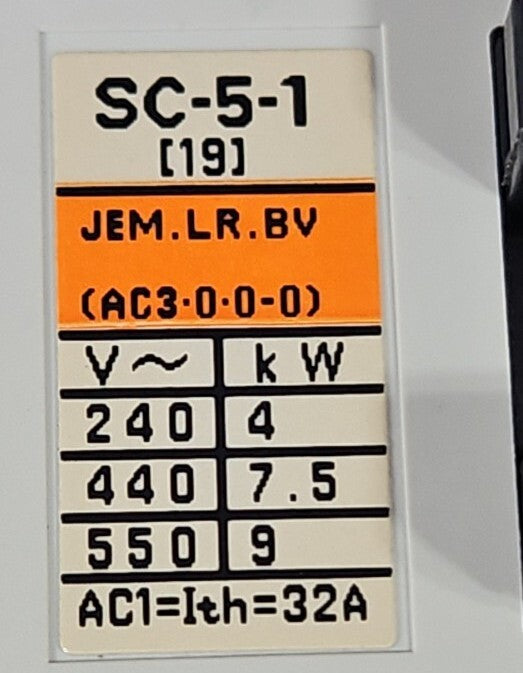 SC-5-1
[19]
JEM.LR.BV
(AC3·0·0-0)
V~ kW
240 4
440 7.5
550 9
AC1=Ith=32A